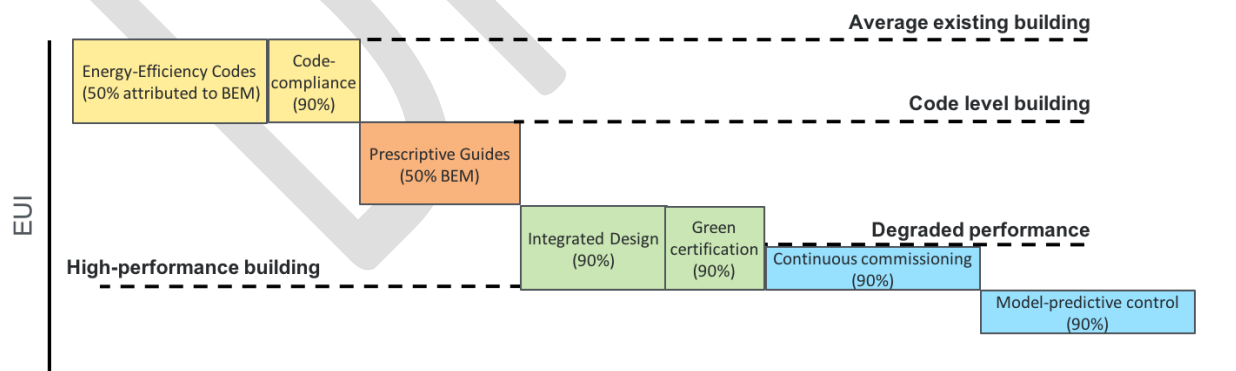 Average existing building
Energy-Efficiency Codes
(50% attributed to BEM)
Code-
compliance
(90%)
Code level building
Prescriptive Guides
(50% BEM)
EUI
Integrated Design
(90%)
Green
certification
(90%)
Degraded performance
High-performance building
Continuous commissioning
(90%)
Model-predictive control
(90%)